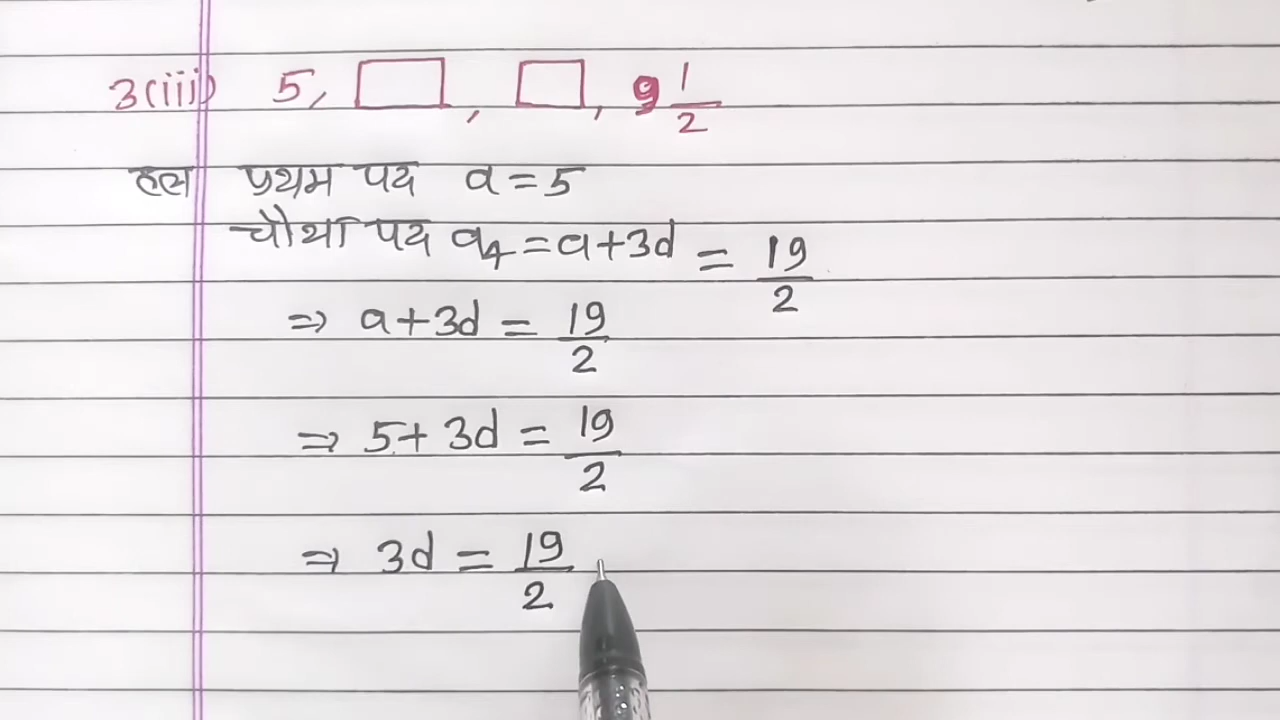 3(iii) 5, □, □, 9 1/2
हल प्रथम पद a = 5
चौथा पद a₄ = a + 3d = 19/2
⇒ a + 3d = 19/2
⇒ 5 + 3d = 19/2
⇒ 3d = 19/2